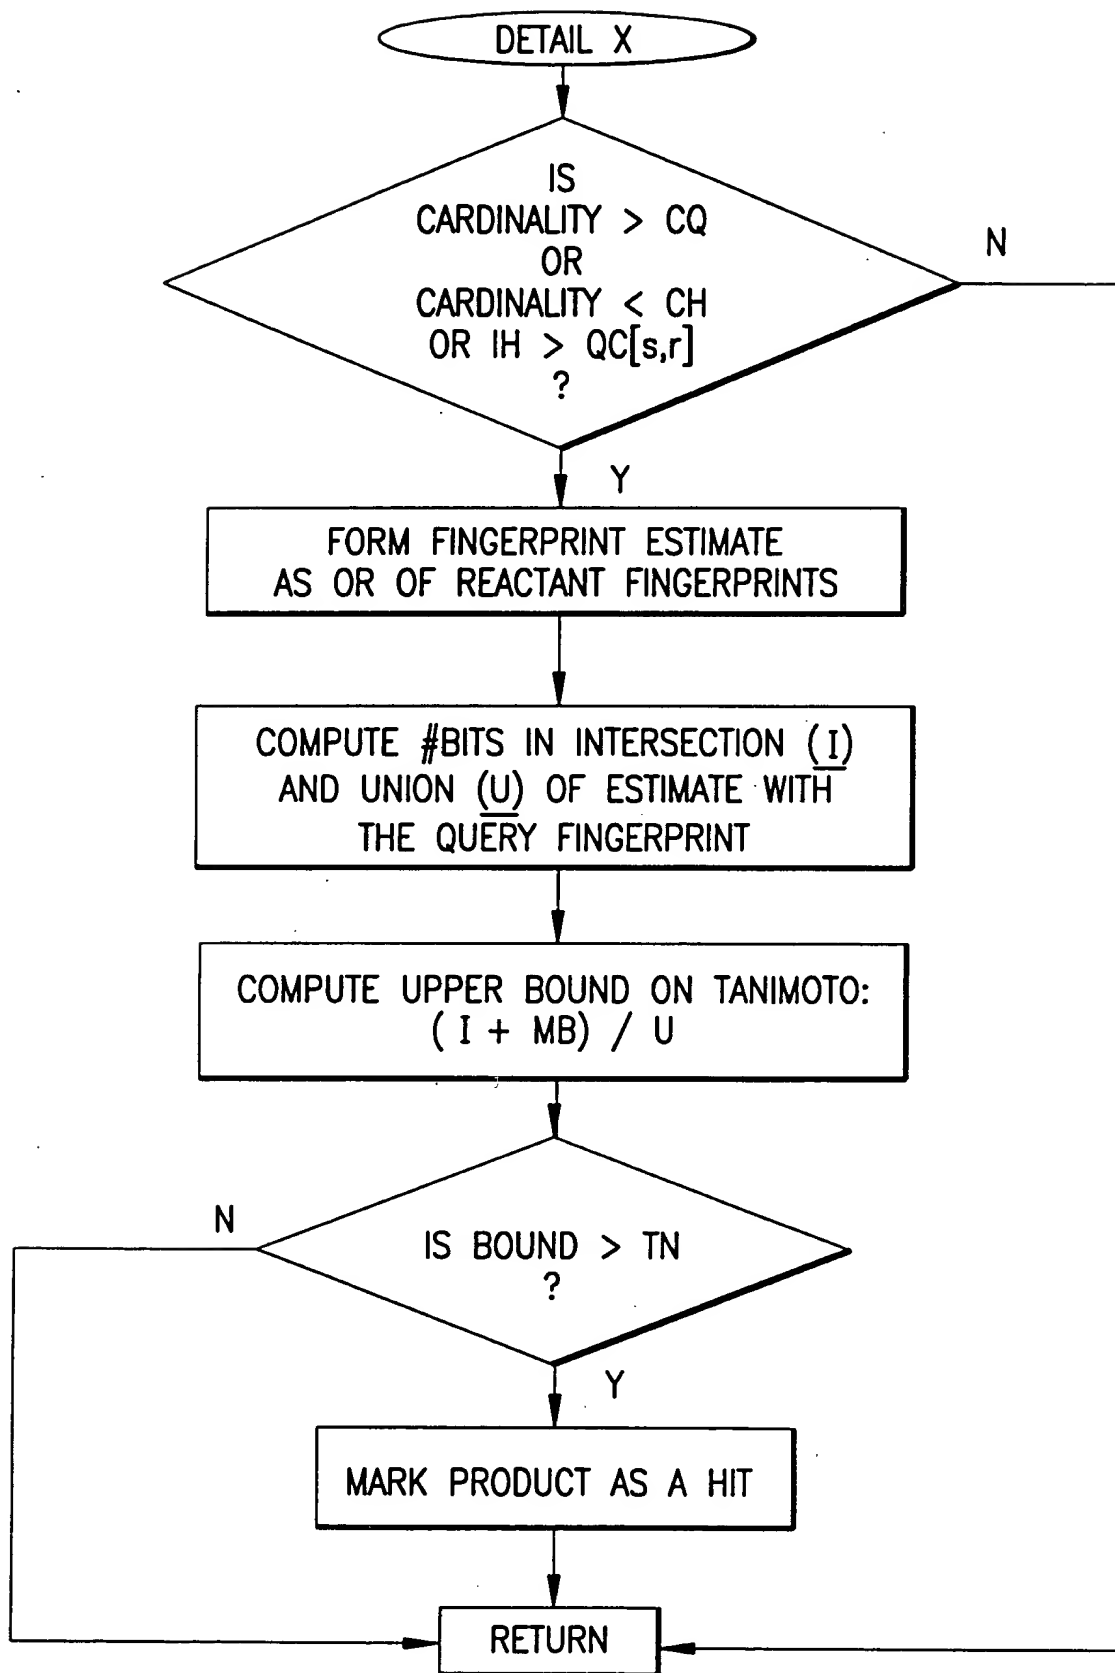 DETAIL X
IS
CARDINALITY > CQ
OR
CARDINALITY < CH
OR IH > QC[s,r]
?
N
Y
FORM FINGERPRINT ESTIMATE
AS OR OF REACTANT FINGERPRINTS
COMPUTE #BITS IN INTERSECTION (I)
AND UNION (U) OF ESTIMATE WITH
THE QUERY FINGERPRINT
COMPUTE UPPER BOUND ON TANIMOTO:
( I + MB) / U
N
IS BOUND > TN
?
Y
MARK PRODUCT AS A HIT
RETURN